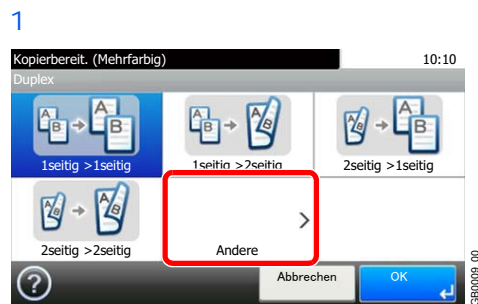 1
Kopierbereit. (Mehrfarbig) 10:10
Duplex
A B A B A B A B A B A B
1seitig >1seitig 1seitig >2seitig 2seitig >1seitig
A B A B
2seitig >2seitig Andere
? Abbrechen OK
GB0009_00